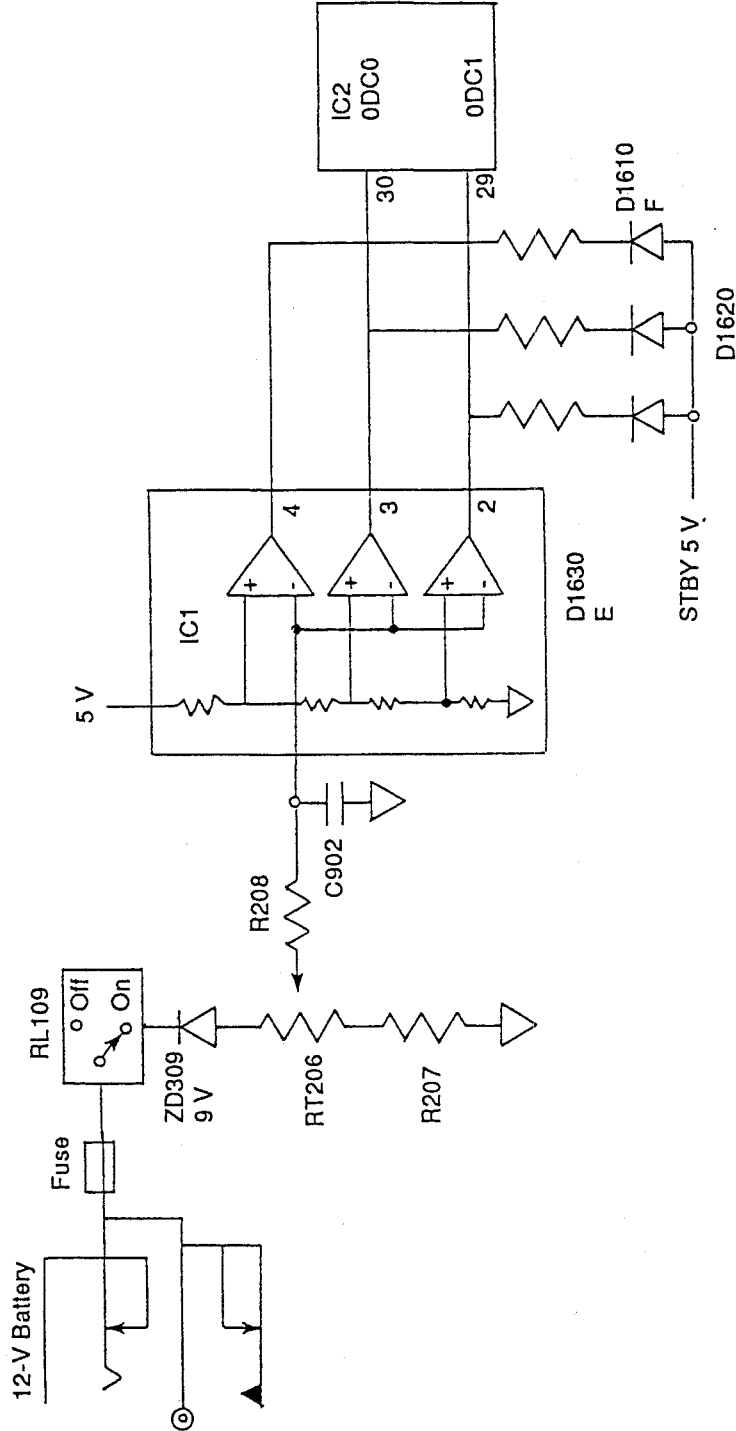 12-V Battery
Fuse
RL109
Off
On
ZD309
9 V
RT206
R207
R208
C902
5 V
IC1
+
-
+
-
+
-
4
3
2
D1630
E
STBY 5 V
D1620
D1610
F
30
29
IC2
0DC0
0DC1